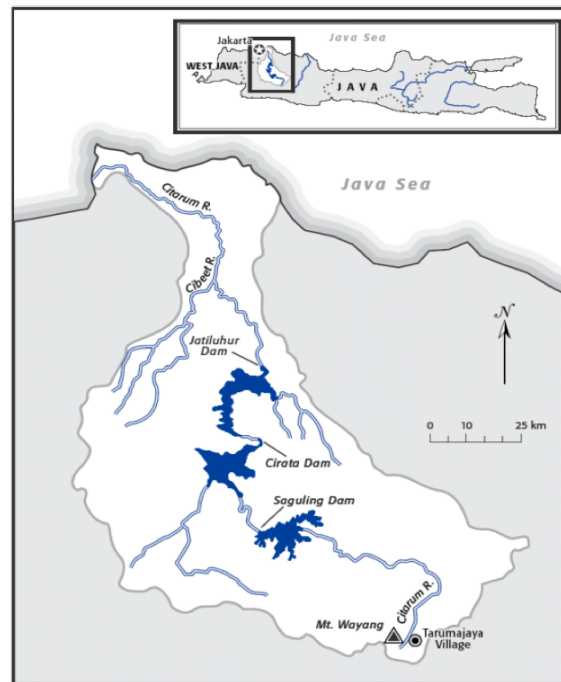 Java Sea
Jakarta
WEST JAVA
JAVA
Java Sea
Citarum R.
Cibeet R.
N
Jatiluhur
Dam
0 25 km
Cirata Dam
Saguling Dam
Citarum R.
Mt. Wayang
Tarumajaya
Village